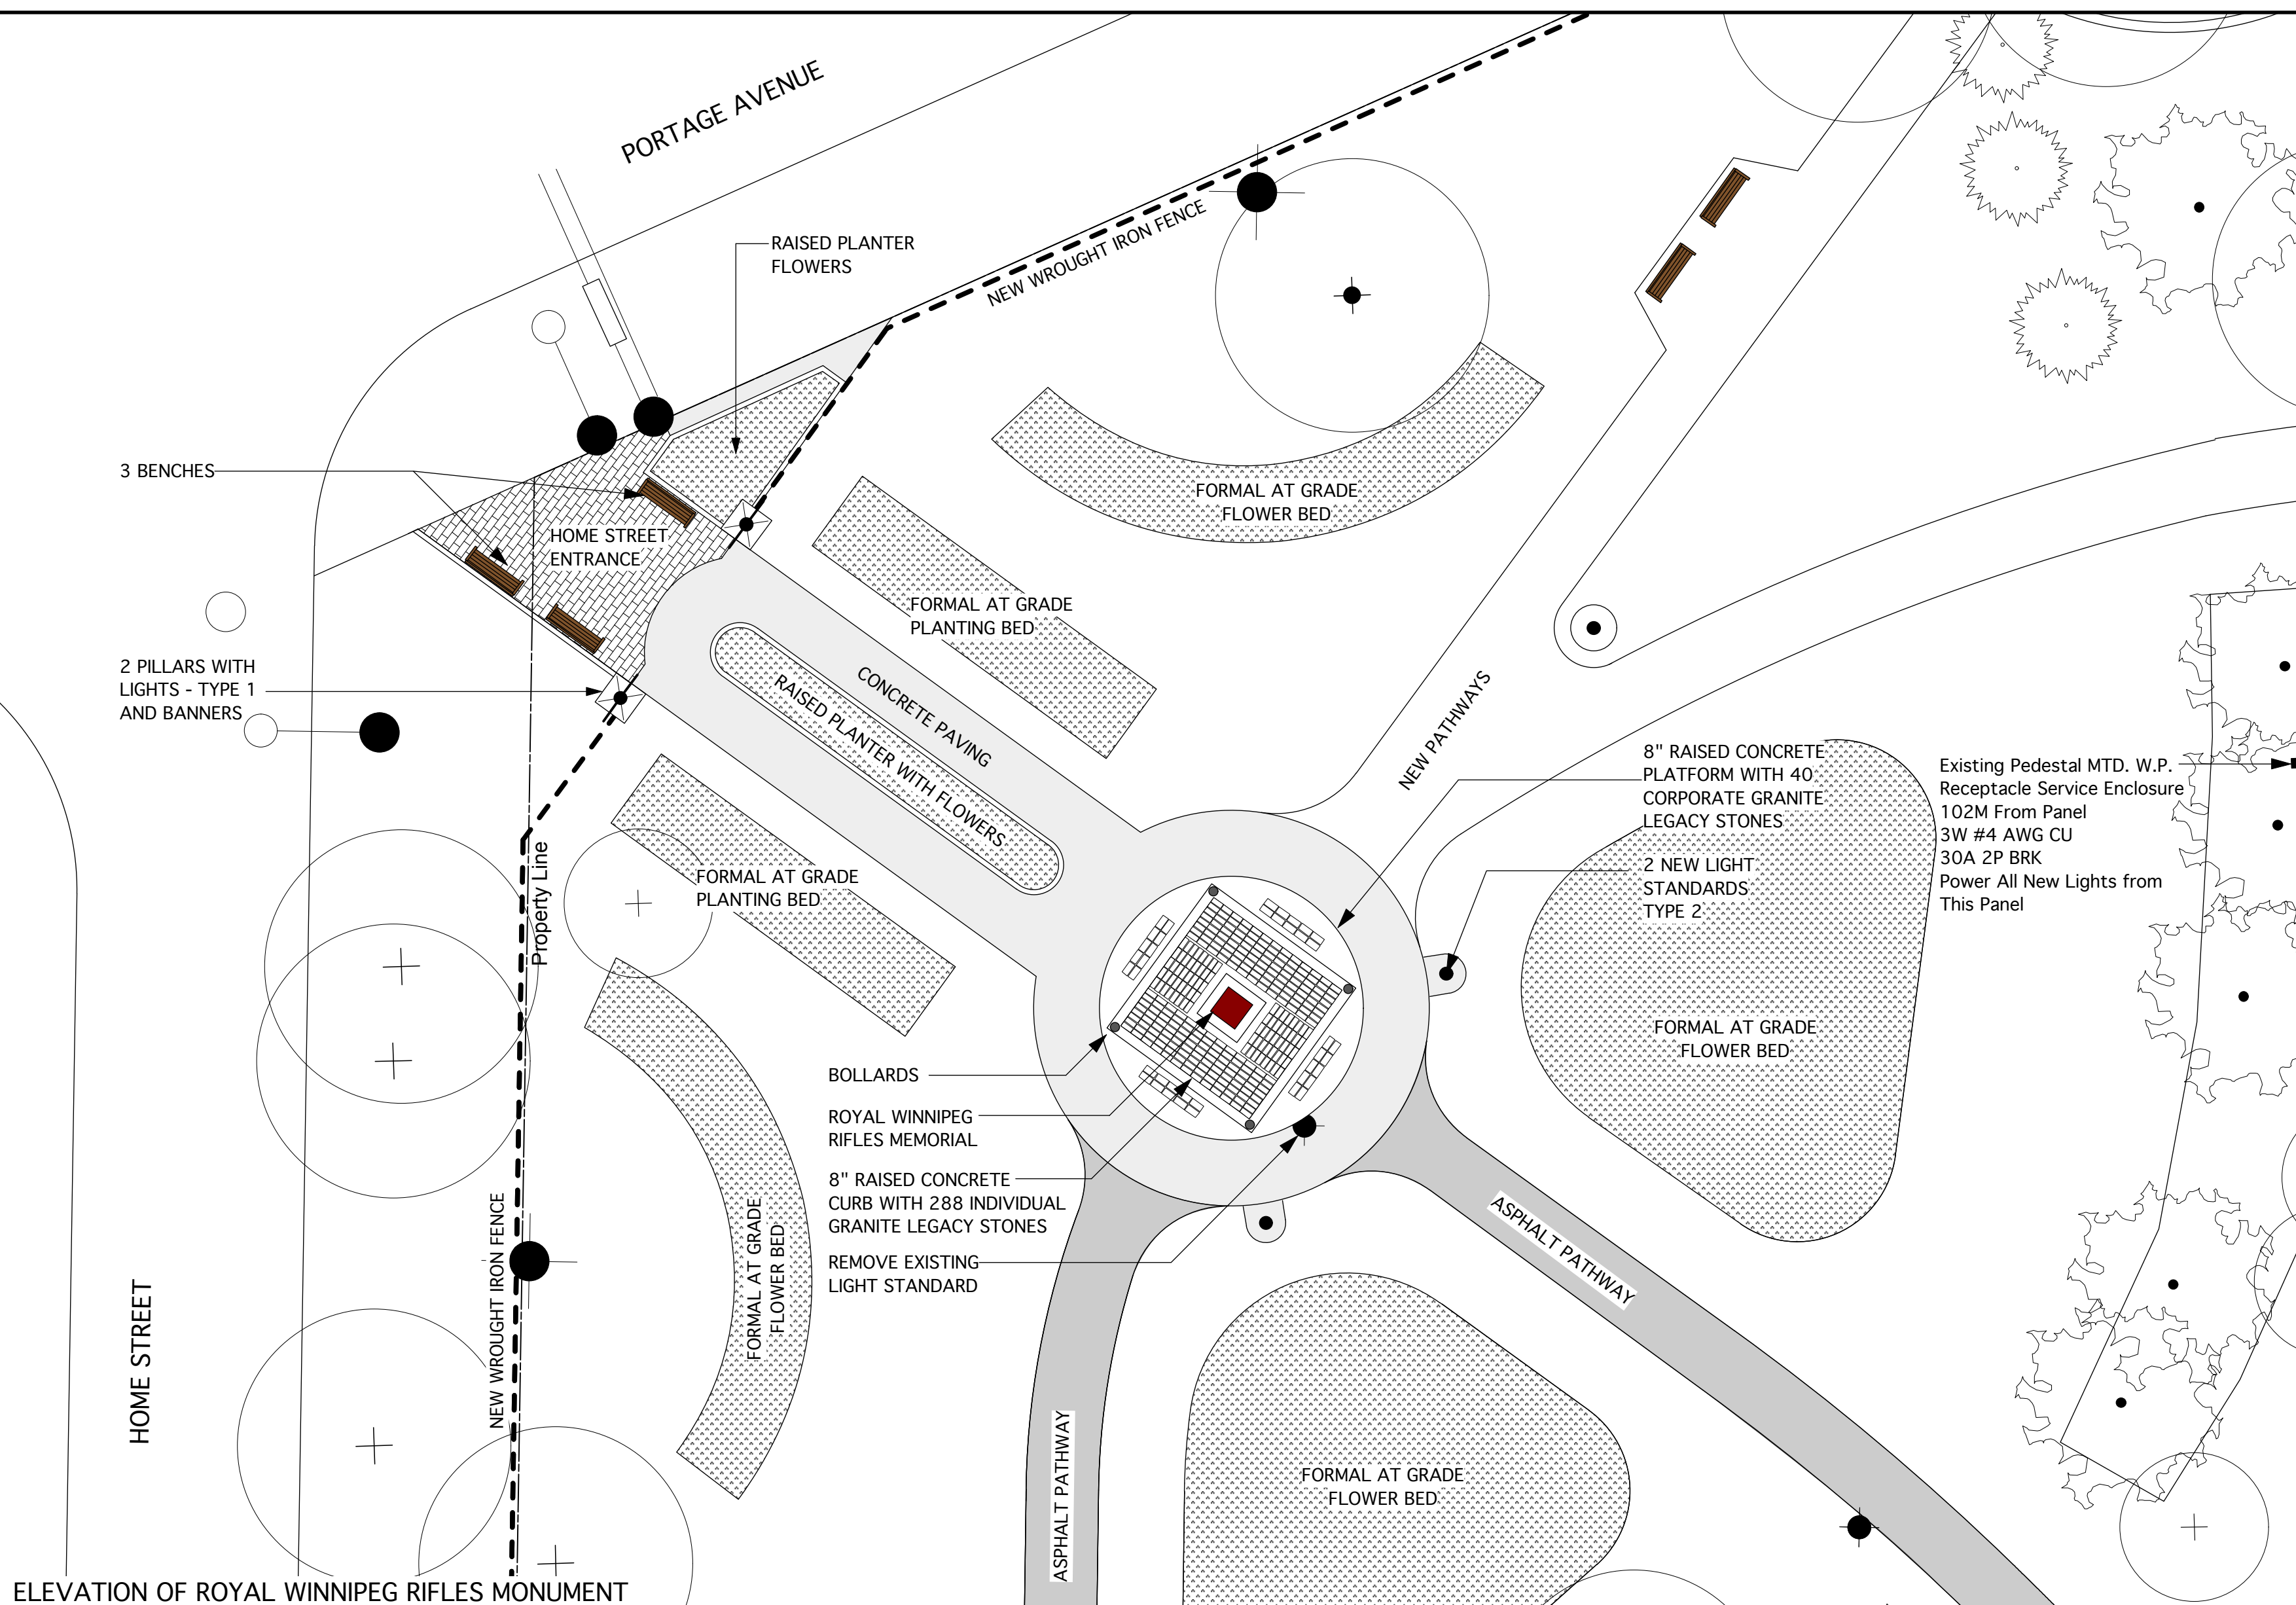 PORTAGE AVENUE
RAISED PLANTER
FLOWERS
NEW WROUGHT IRON FENCE
3 BENCHES
HOME STREET
ENTRANCE
FORMAL AT GRADE
FLOWER BED
FORMAL AT GRADE
PLANTING BED
2 PILLARS WITH
LIGHTS - TYPE 1
AND BANNERS
CONCRETE PAVING
RAISED PLANTER WITH FLOWERS
NEW PATHWAYS
8" RAISED CONCRETE
PLATFORM WITH 40
CORPORATE GRANITE
LEGACY STONES
2 NEW LIGHT
STANDARDS
TYPE 2
Existing Pedestal MTD. W.P.
Receptacle Service Enclosure
102M From Panel
3W #4 AWG CU
30A 2P BRK
Power All New Lights from
This Panel
Property Line
FORMAL AT GRADE
PLANTING BED
FORMAL AT GRADE
FLOWER BED
BOLLARDS
ROYAL WINNIPEG
RIFLES MEMORIAL
8" RAISED CONCRETE
CURB WITH 288 INDIVIDUAL
GRANITE LEGACY STONES
REMOVE EXISTING
LIGHT STANDARD
NEW WROUGHT IRON FENCE
FORMAL AT GRADE
FLOWER BED
HOME STREET
ASPHALT PATHWAY
ASPHALT PATHWAY
FORMAL AT GRADE
FLOWER BED
ELEVATION OF ROYAL WINNIPEG RIFLES MONUMENT